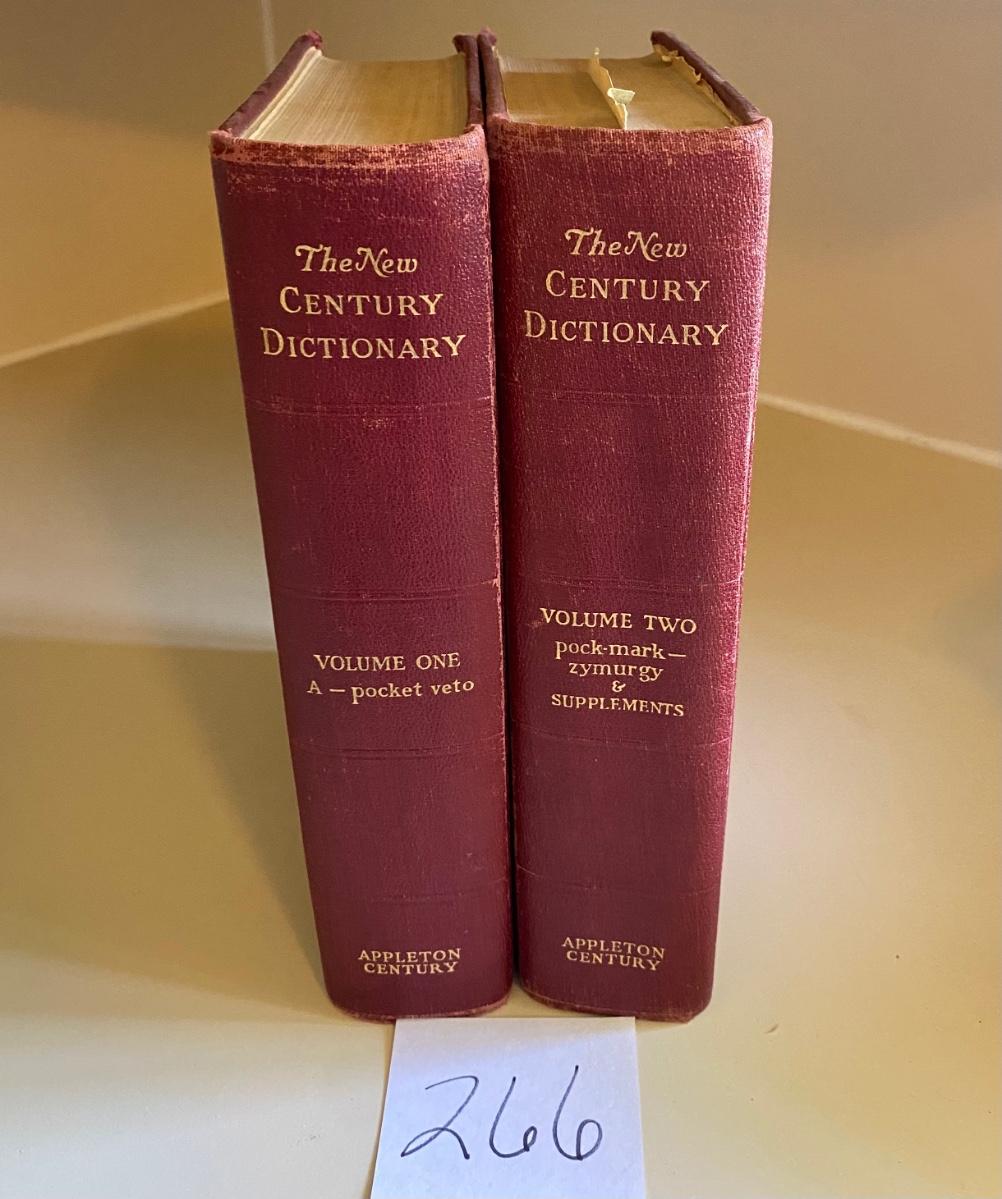 The New
CENTURY
DICTIONARY
VOLUME ONE
A — pocket veto
APPLETON
CENTURY
The New
CENTURY
DICTIONARY
VOLUME TWO
pock-mark —
zymurgy
&
SUPPLEMENTS
APPLETON
CENTURY
266